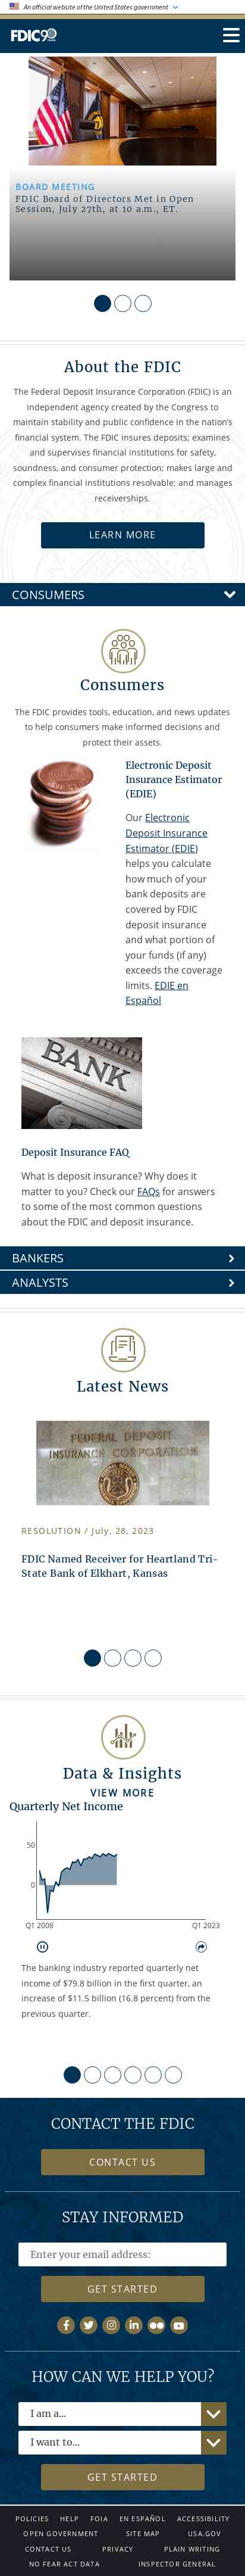 An official website of the United States government
FDIC 90
BOARD MEETING
FDIC Board of Directors Met in Open
Session, July 27th, at 10 a.m., ET.
About the FDIC
The Federal Deposit Insurance Corporation (FDIC) is an
independent agency created by the Congress to
maintain stability and public confidence in the nation's
financial system. The FDIC insures deposits; examines
and supervises financial institutions for safety,
soundness, and consumer protection; makes large and
complex financial institutions resolvable; and manages
receiverships.
LEARN MORE
CONSUMERS
Consumers
The FDIC provides tools, education, and news updates
to help consumers make informed decisions and
protect their assets.
Electronic Deposit
Insurance Estimator
(EDIE)
Our Electronic
Deposit Insurance
Estimator (EDIE)
helps you calculate
how much of your
bank deposits are
covered by FDIC
deposit insurance
and what portion of
your funds (if any)
exceeds the coverage
limits. EDIE en
Español
BANK
Deposit Insurance FAQ
What is deposit insurance? Why does it
matter to you? Check our FAQs for answers
to some of the most common questions
about the FDIC and deposit insurance.
BANKERS
ANALYSTS
Latest News
FEDERAL DEPOSIT
INSURANCE CORPORATION
RESOLUTION / July, 28, 2023
FDIC Named Receiver for Heartland Tri-
State Bank of Elkhart, Kansas
Data & Insights
VIEW MORE
Quarterly Net Income
50
0
Q1 2008 Q1 2023
The banking industry reported quarterly net
income of $79.8 billion in the first quarter, an
increase of $11.5 billion (16.8 percent) from the
previous quarter.
CONTACT THE FDIC
CONTACT US
STAY INFORMED
Enter your email address:
GET STARTED
HOW CAN WE HELP YOU?
I am a...
I want to...
GET STARTED
POLICIES HELP FOIA EN ESPAÑOL ACCESSIBILITY
OPEN GOVERNMENT SITE MAP USA.GOV
CONTACT US PRIVACY PLAIN WRITING
NO FEAR ACT DATA INSPECTOR GENERAL